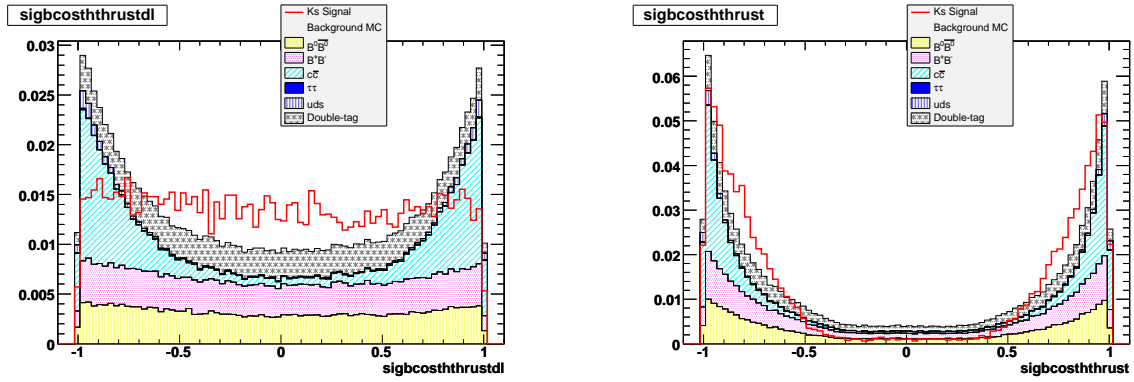 sigbcosththrustdl
Ks Signal
Background MC
B⁰B̅⁰
B⁺B⁻
cc̅
ττ
uds
Double-tag
0.03
0.025
0.02
0.015
0.01
0.005
0
-1
-0.5
0
0.5
1
sigbcosththrustdl
sigbcosththrust
Ks Signal
Background MC
B⁰B̅⁰
B⁺B⁻
cc̅
ττ
uds
Double-tag
0.06
0.05
0.04
0.03
0.02
0.01
0
-1
-0.5
0
0.5
1
sigbcosththrust